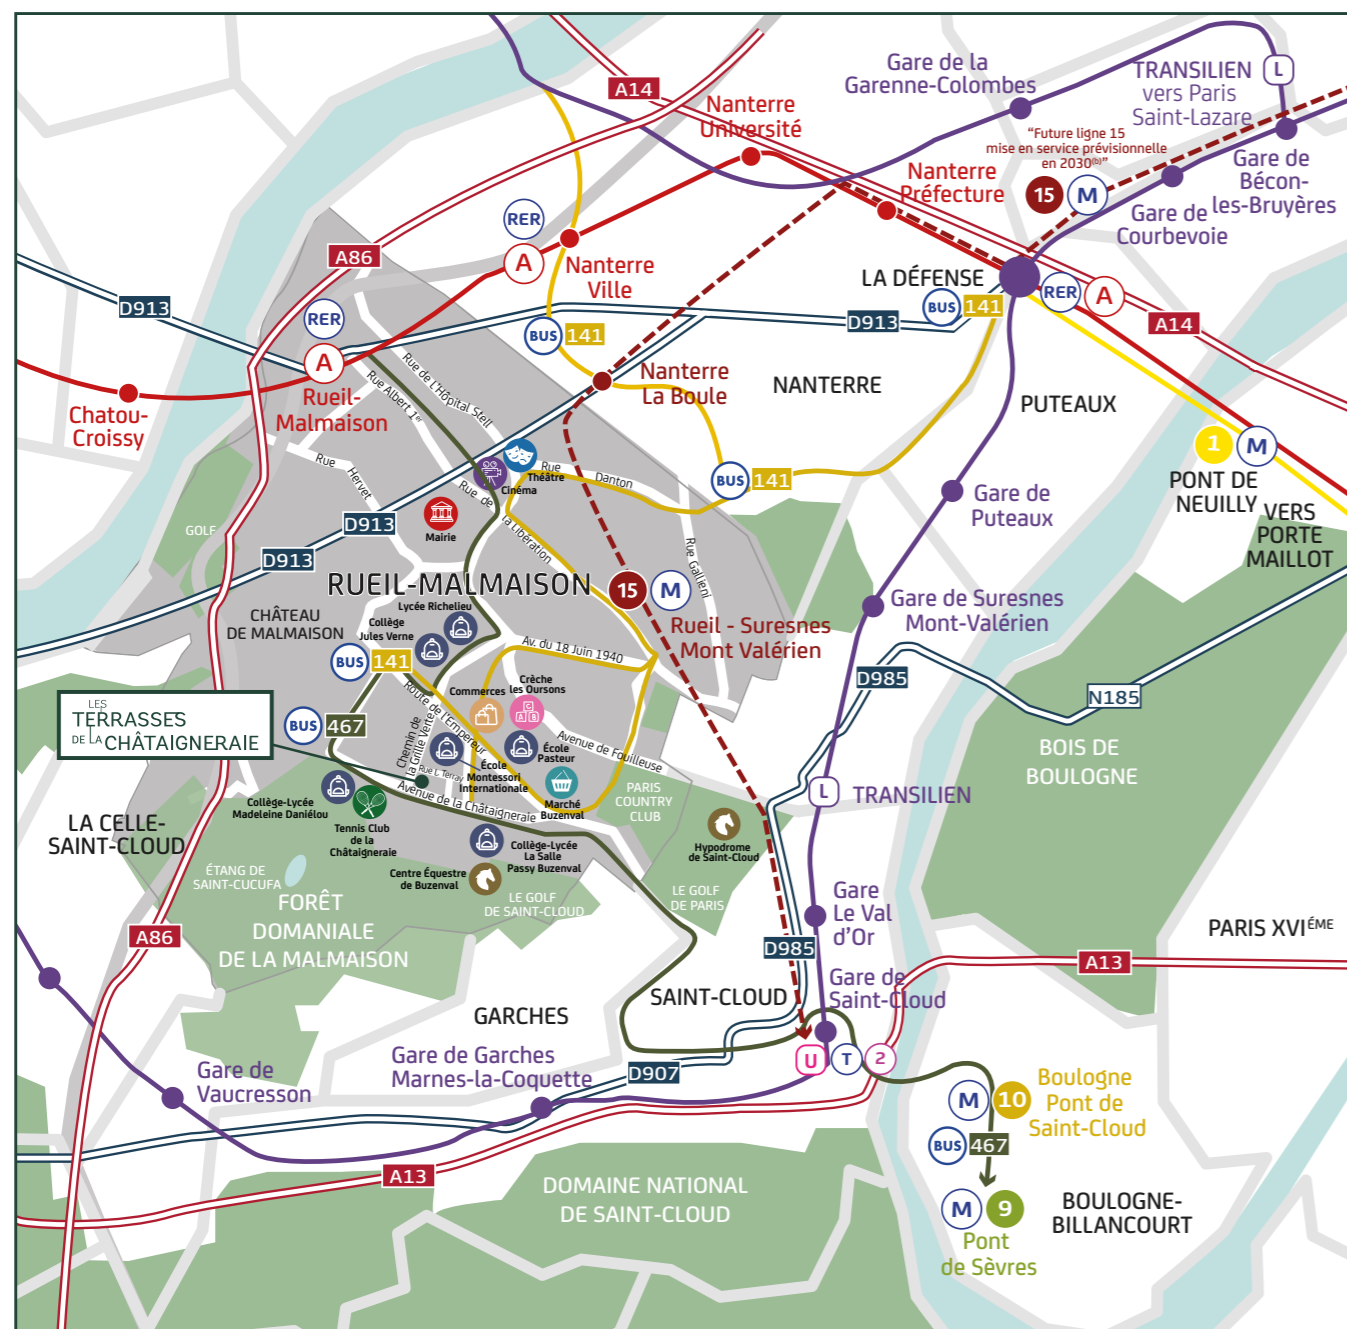 Gare de la
Garenne-Colombes
TRANSILIEN
vers Paris
Saint-Lazare
L
A14
Nanterre
Université
“Future ligne 15
mise en service prévisionnelle
en 2030⁽ᵇ⁾”
15
M
Nanterre
Préfecture
Gare de
Bécon-
les-Bruyères
Gare de
Courbevoie
RER
A
A86
Nanterre
Ville
LA DÉFENSE
BUS 141
RER
A
D913
RER
A
BUS 141
D913
A14
Rue de L'Hôpital Stell
Rue Albert 1er
Rueil-
Malmaison
Chatou-
Croissy
Nanterre
La Boule
NANTERRE
PUTEAUX
1
M
PONT DE
NEUILLY
VERS
PORTE
MAILLOT
Rue
Hervet
Théâtre
Cinéma
Rue
Danton
BUS 141
Gare de
Puteaux
Rue de
la Libération
Mairie
GOLF
D913
D913
Rue Gallieni
RUEIL-MALMAISON
15
M
Rueil - Suresnes
Mont Valérien
Gare de Suresnes
Mont-Valérien
CHÂTEAU
DE MALMAISON
Lycée Richelieu
Collège
Jules Verne
BUS 141
Av. du 18 Juin 1940
D985
N185
LES
TERRASSES
DE LA CHÂTAIGNERAIE
BUS 467
Route de l'Empereur
Commerces
Crèche
les Oursons
Chemin de
la Grille Verte
Avenue de Fouilleuse
École
Pasteur
École
Montessori
Internationale
Rue L. Terray
Marché
Buzenval
BOIS DE
BOULOGNE
PARIS
COUNTRY
CLUB
L
TRANSILIEN
Avenue de la Châtaigneraie
Collège-Lycée
Madeleine Daniélou
Tennis Club
de la
Châtaigneraie
Hypodrome
de Saint-Cloud
LA CELLE-
SAINT-CLOUD
Collège-Lycée
La Salle
Passy Buzenval
Centre Équestre
de Buzenval
ÉTANG DE
SAINT-CUCUFA
LE GOLF
DE SAINT-CLOUD
LE GOLF
DE PARIS
FORÊT
DOMANIALE
DE LA MALMAISON
Gare
Le Val
d'Or
PARIS XVIÉME
A86
D985
A13
Gare de
Saint-Cloud
SAINT-CLOUD
GARCHES
U
T
2
Gare de Garches
Marnes-la-Coquette
D907
Gare de
Vaucresson
M
10
Boulogne
Pont de
Saint-Cloud
BUS 467
A13
DOMAINE NATIONAL
DE SAINT-CLOUD
M
9
Pont
de Sèvres
BOULOGNE-
BILLANCOURT